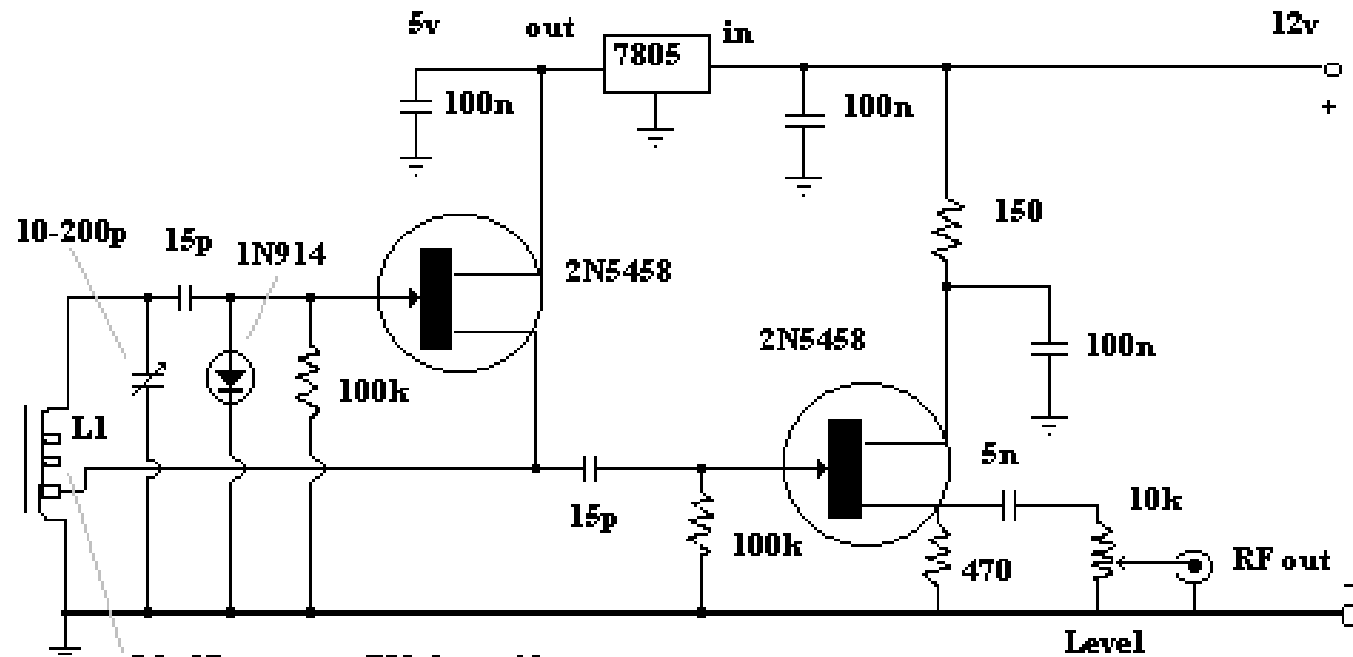 5v
out
7805
in
12v
100n
100n
+
10-200p
15p
1N914
2N5458
150
100k
2N5458
100n
L1
5n
15p
100k
10k
470
RF out
Level